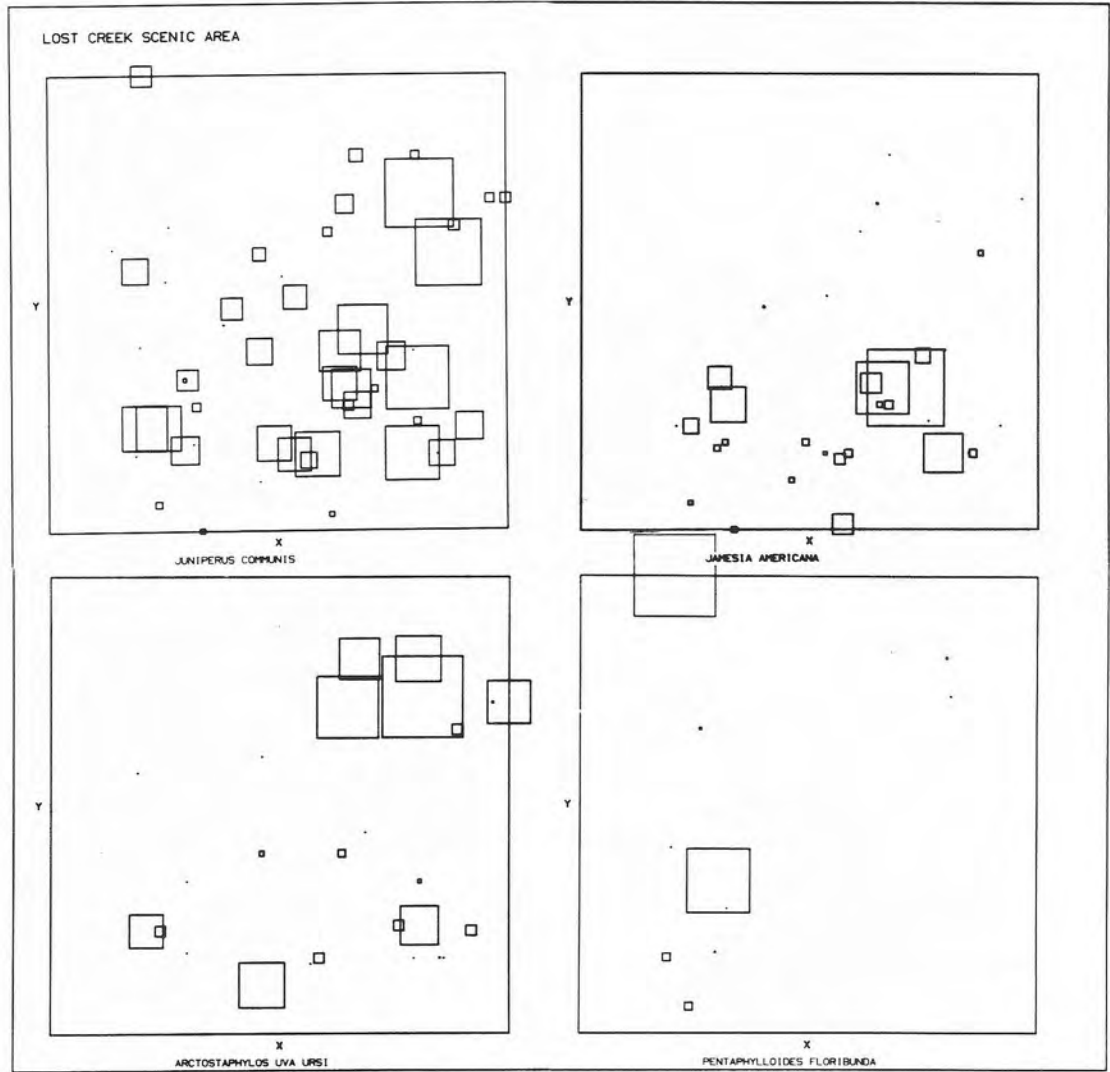 LOST CREEK SCENIC AREA
Y
X
JUNIPERUS COMMUNIS
Y
X
JAMESIA AMERICANA
Y
X
ARCTOSTAPHYLOS UVA URSI
Y
X
PENTAPHYLLOIDES FLORIBUNDA